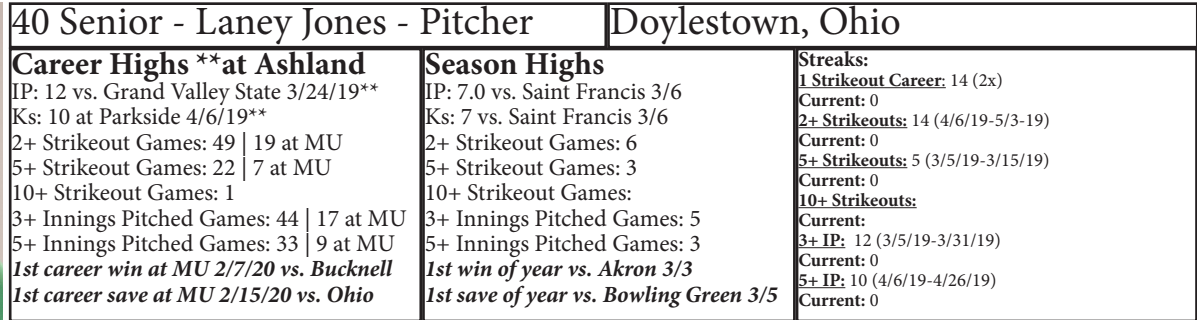 40 Senior - Laney Jones - Pitcher
Doylestown, Ohio
Career Highs **at Ashland
IP: 12 vs. Grand Valley State 3/24/19**
Ks: 10 at Parkside 4/6/19**
2+ Strikeout Games: 49 | 19 at MU
5+ Strikeout Games: 22 | 7 at MU
10+ Strikeout Games: 1
3+ Innings Pitched Games: 44 | 17 at MU
5+ Innings Pitched Games: 33 | 9 at MU
1st career win at MU 2/7/20 vs. Bucknell
1st career save at MU 2/15/20 vs. Ohio
Season Highs
IP: 7.0 vs. Saint Francis 3/6
Ks: 7 vs. Saint Francis 3/6
2+ Strikeout Games: 6
5+ Strikeout Games: 3
10+ Strikeout Games:
3+ Innings Pitched Games: 5
5+ Innings Pitched Games: 3
1st win of year vs. Akron 3/3
1st save of year vs. Bowling Green 3/5
Streaks:
1 Strikeout Career: 14 (2x)
Current: 0
2+ Strikeouts: 14 (4/6/19-5/3-19)
Current: 0
5+ Strikeouts: 5 (3/5/19-3/15/19)
Current: 0
10+ Strikeouts:
Current:
3+ IP: 12 (3/5/19-3/31/19)
Current: 0
5+ IP: 10 (4/6/19-4/26/19)
Current: 0